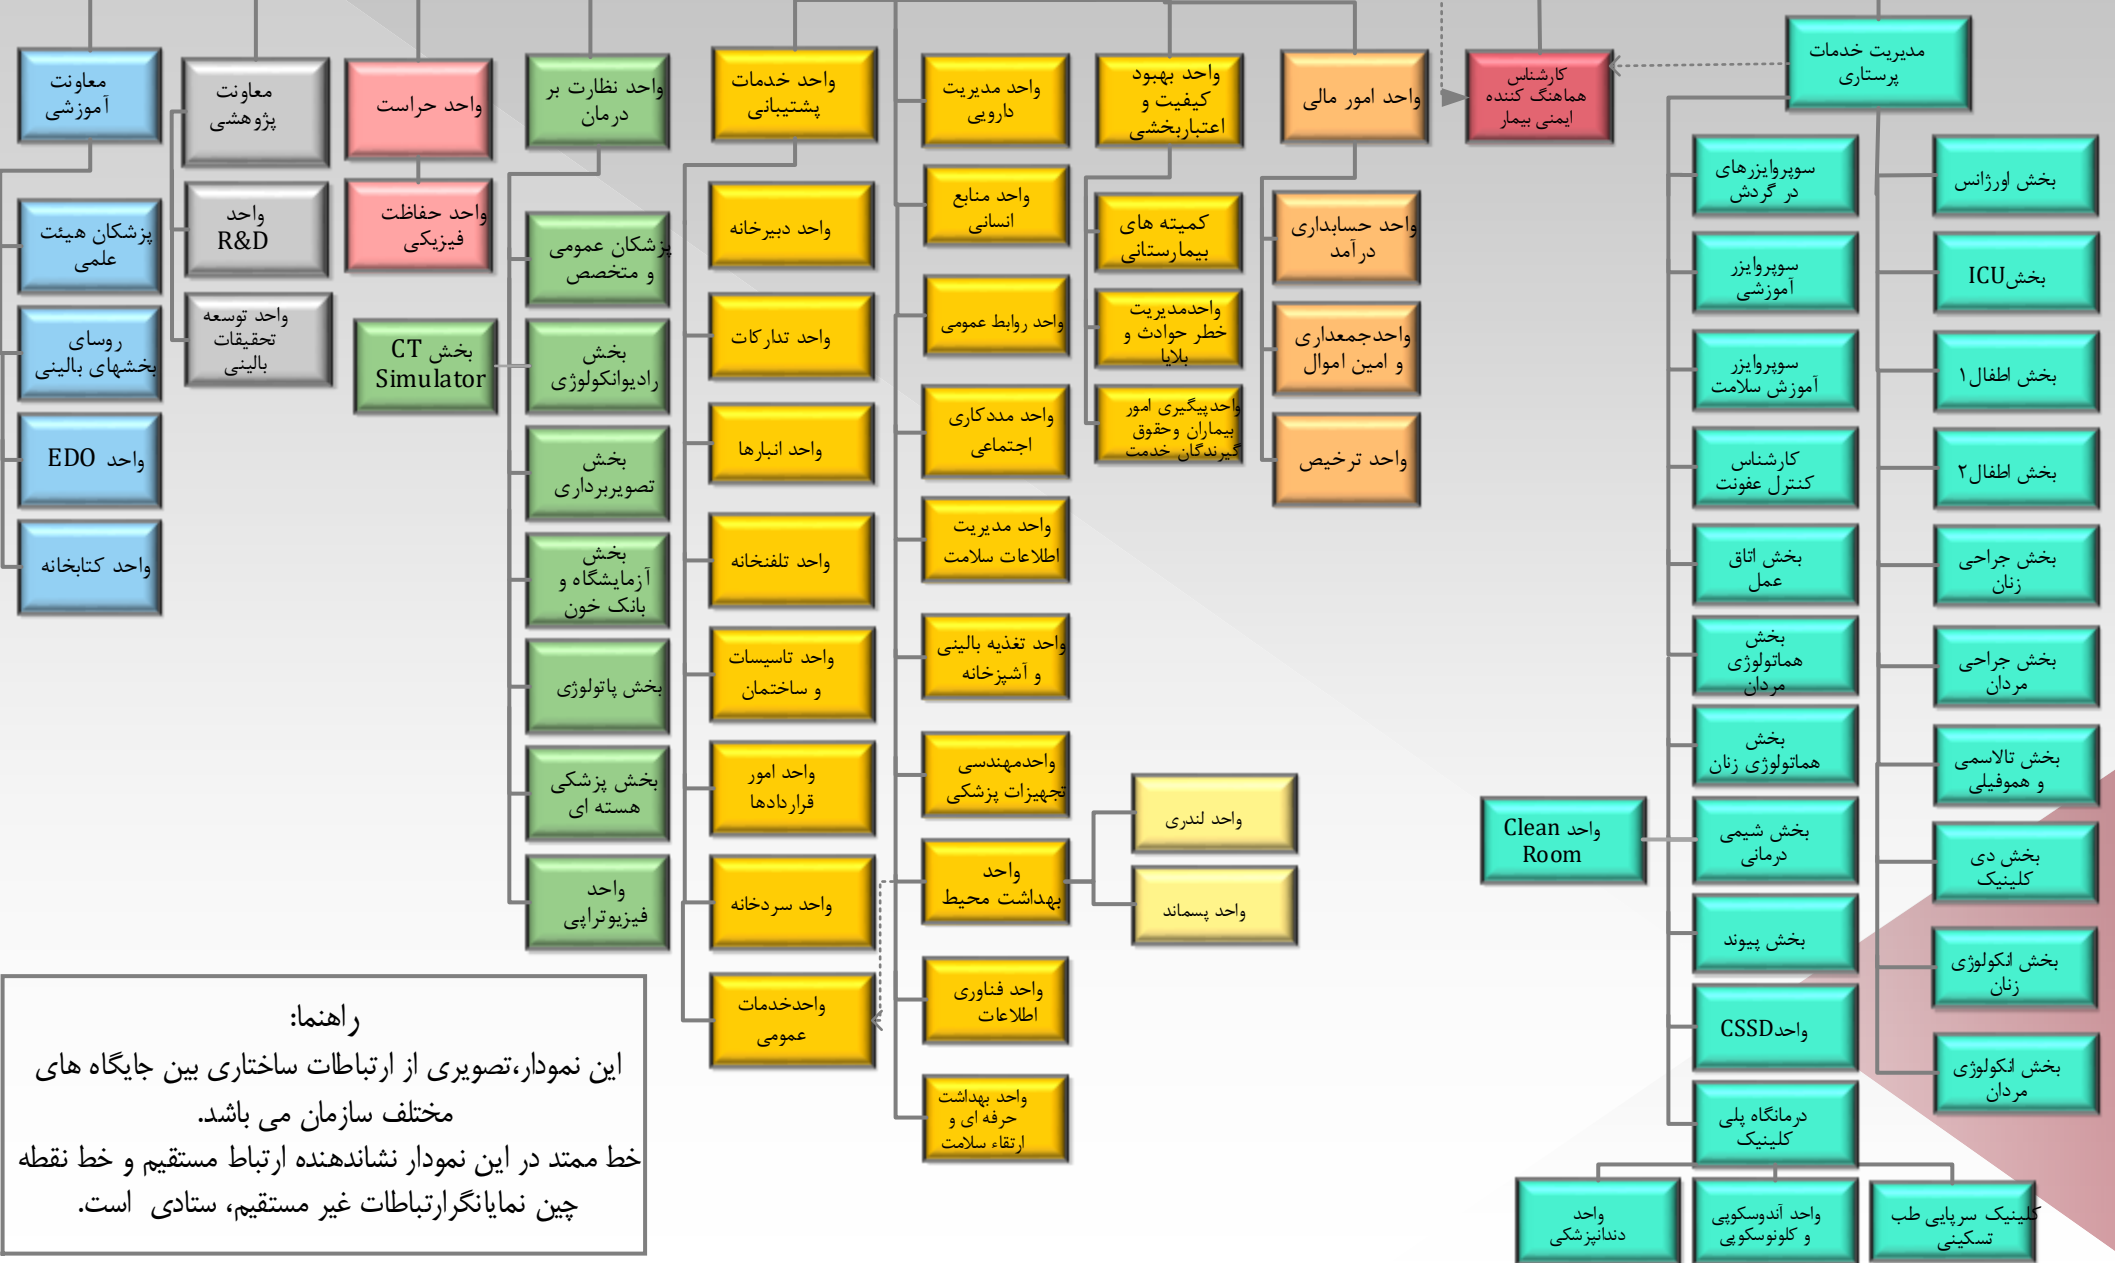 مدیریت خدمات
پرستاری
کارشناس
هماهنگ کننده
ایمنی بیمار
واحد امور مالی
واحد بهبود
کیفیت و
اعتباربخشی
واحد مدیریت
دارویی
واحد خدمات
پشتیبانی
واحد نظارت بر
درمان
واحد حراست
معاونت
پژوهشی
معاونت
آموزشی
بخش اورژانس
بخشICU
بخش اطفال۱
بخش اطفال۲
بخش جراحی
زنان
بخش جراحی
مردان
بخش تالاسمی
و هموفیلی
بخش دی
کلینیک
بخش انکولوژی
زنان
بخش انکولوژی
مردان
سوپروایزرهای
در گردش
سوپروایزر
آموزشی
سوپروایزر
آموزش سلامت
کارشناس
کنترل عفونت
بخش اتاق
عمل
بخش
هماتولوژی
مردان
بخش
هماتولوژی زنان
بخش شیمی
درمانی
واحد Clean
Room
بخش پیوند
واحدCSSD
درمانگاه پلی
کلینیک
کلینیک سرپایی طب
تسکینی
واحد آندوسکوپی
و کلونوسکوپی
واحد
دندانپزشکی
واحد حسابداری
درآمد
واحدجمعداری
و امین اموال
واحد ترخیص
کمیته های
بیمارستانی
واحدمدیریت
خطر حوادث و
بلایا
واحدپیگیری امور
بیماران وحقوق
گیرندگان خدمت
واحد منابع
انسانی
واحد روابط عمومی
واحد مددکاری
اجتماعی
واحد مدیریت
اطلاعات سلامت
واحد تغذیه بالینی
و آشپزخانه
واحدمهندسی
تجهیزات پزشکی
واحد
بهداشت محیط
واحد لندری
واحد پسماند
واحد فناوری
اطلاعات
واحد بهداشت
حرفه ای و
ارتقاء سلامت
واحد دبیرخانه
واحد تدارکات
واحد انبارها
واحد تلفنخانه
واحد تاسیسات
و ساختمان
واحد امور
قراردادها
واحد سردخانه
واحدخدمات
عمومی
پزشکان عمومی
و متخصص
بخش
رادیوانکولوژی
بخش CT
Simulator
بخش
تصویربرداری
بخش
آزمایشگاه و
بانک خون
بخش پاتولوژی
بخش پزشکی
هسته ای
واحد
فیزیوتراپی
واحد حفاظت
فیزیکی
واحد
R&D
واحد توسعه
تحقیقات
بالینی
پزشکان هیئت
علمی
روسای
بخشهای بالینی
واحد EDO
واحد کتابخانه
راهنما:
این نمودار،تصویری از ارتباطات ساختاری بین جایگاه های
مختلف سازمان می باشد.
خط ممتد در این نمودار نشاندهنده ارتباط مستقیم و خط نقطه
چین نمایانگرارتباطات غیر مستقیم، ستادی است.